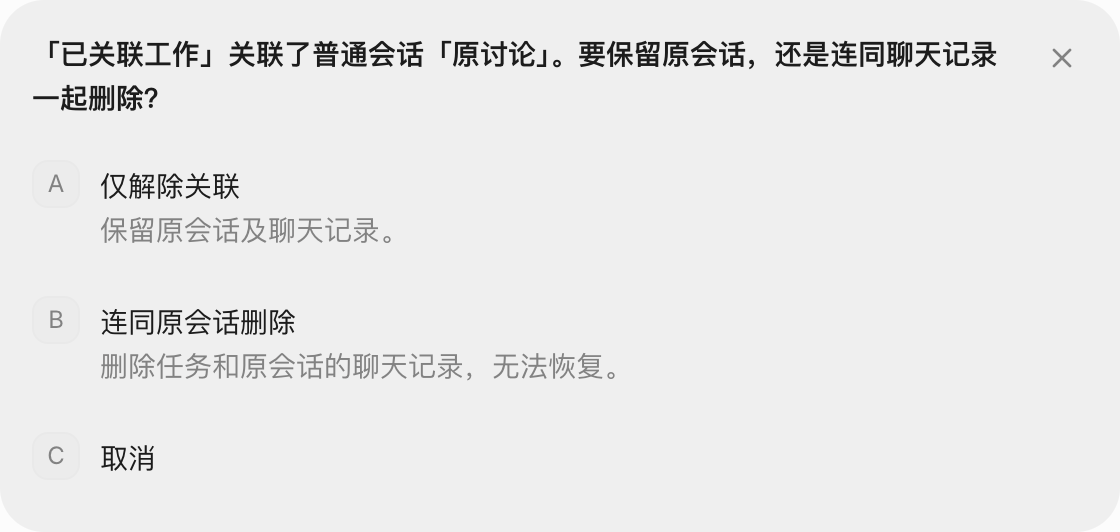 「已关联工作」关联了普通会话「原讨论」。要保留原会话，还是连同聊天记录
一起删除？
A 仅解除关联
保留原会话及聊天记录。
B 连同原会话删除
删除任务和原会话的聊天记录，无法恢复。
C 取消